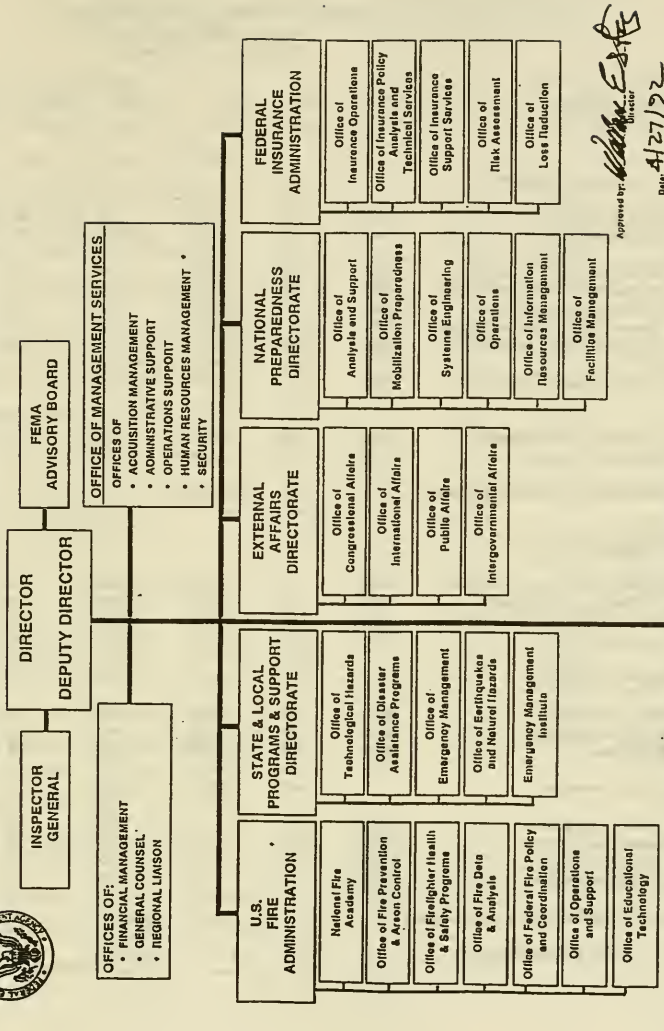 INSPECTOR
GENERAL
DIRECTOR
DEPUTY DIRECTOR
FEMA
ADVISORY BOARD
OFFICES OF:
• FINANCIAL MANAGEMENT
• GENERAL COUNSEL
• REGIONAL LIAISON
OFFICE OF MANAGEMENT SERVICES
OFFICES OF
• ACQUISITION MANAGEMENT
• ADMINISTRATIVE SUPPORT
• OPERATIONS SUPPORT
• HUMAN RESOURCES MANAGEMENT *
• SECURITY
U.S.
FIRE
ADMINISTRATION *
National Fire
Academy
Office of Fire Prevention
& Arson Control
Office of Firefighter Health
& Safety Programs
Office of Fire Data
& Analysis
Office of Federal Fire Policy
and Coordination
Office of Operations
and Support
Office of Educational
Technology
STATE & LOCAL
PROGRAMS & SUPPORT
DIRECTORATE
Office of
Technological Hazards
Office of Disaster
Assistance Programs
Office of
Emergency Management
Office of Earthquakes
and Natural Hazards
Emergency Management
Institute
EXTERNAL
AFFAIRS
DIRECTORATE
Office of
Congressional Affairs
Office of
International Affairs
Office of
Public Affairs
Office of
Intergovernmental Affairs
NATIONAL
PREPAREDNESS
DIRECTORATE
Office of
Analysis and Support
Office of
Mobilization Preparedness
Office of
Systems Engineering
Office of
Operations
Office of Information
Resources Management
Office of
Facilities Management
FEDERAL
INSURANCE
ADMINISTRATION
Office of
Insurance Operations
Office of Insurance Policy
Analysis and
Technical Services
Office of Insurance
Support Services
Office of
Risk Assessment
Office of
Loss Reduction
Approved by:
Director
Date: 4/27/92